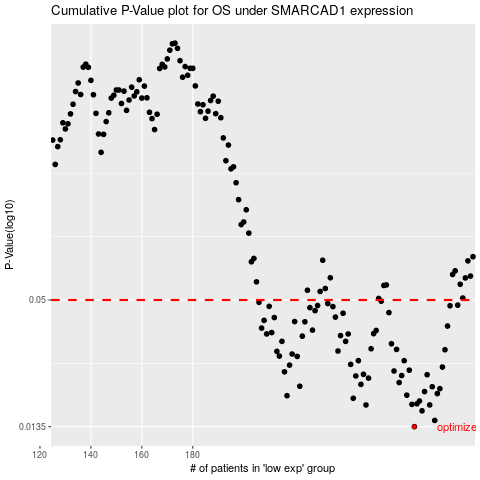 Cumulative P-Value plot for OS under SMARCAD1 expression
P-Value(log10)
0.05
0.0135
optimize
120 140 160 180
# of patients in 'low exp' group